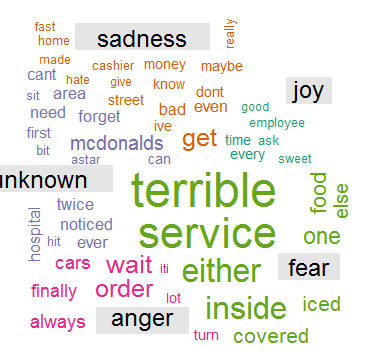 fast
really
home
sadness
made
cashier
money
maybe
cant
hate
give
know
joy
sit
area
street
dont
need
forget
bad
even
good
first
ive
employee
mcdonalds
get
time
ask
bit
every
astar
can
sweet
unknown
terrible
food
else
twice
hospital
noticed
service
one
hit
ever
cars
wait
iti
either
fear
finally
order
lot
inside
iced
always
anger
turn
covered